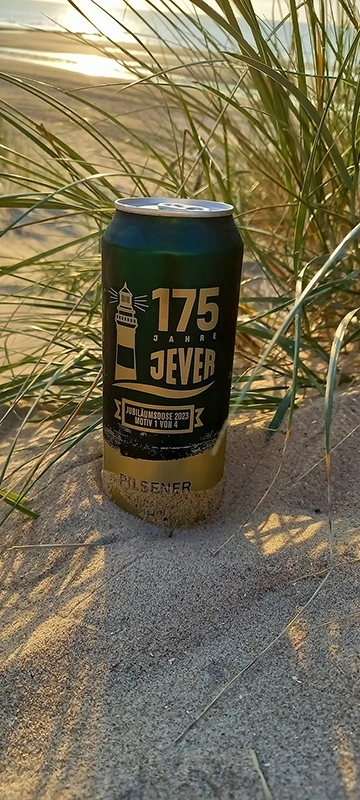 175
JAHRE
JEVER
JUBILÄUMSDOSE 2023
MOTIV 1 VON 4
PILSENER